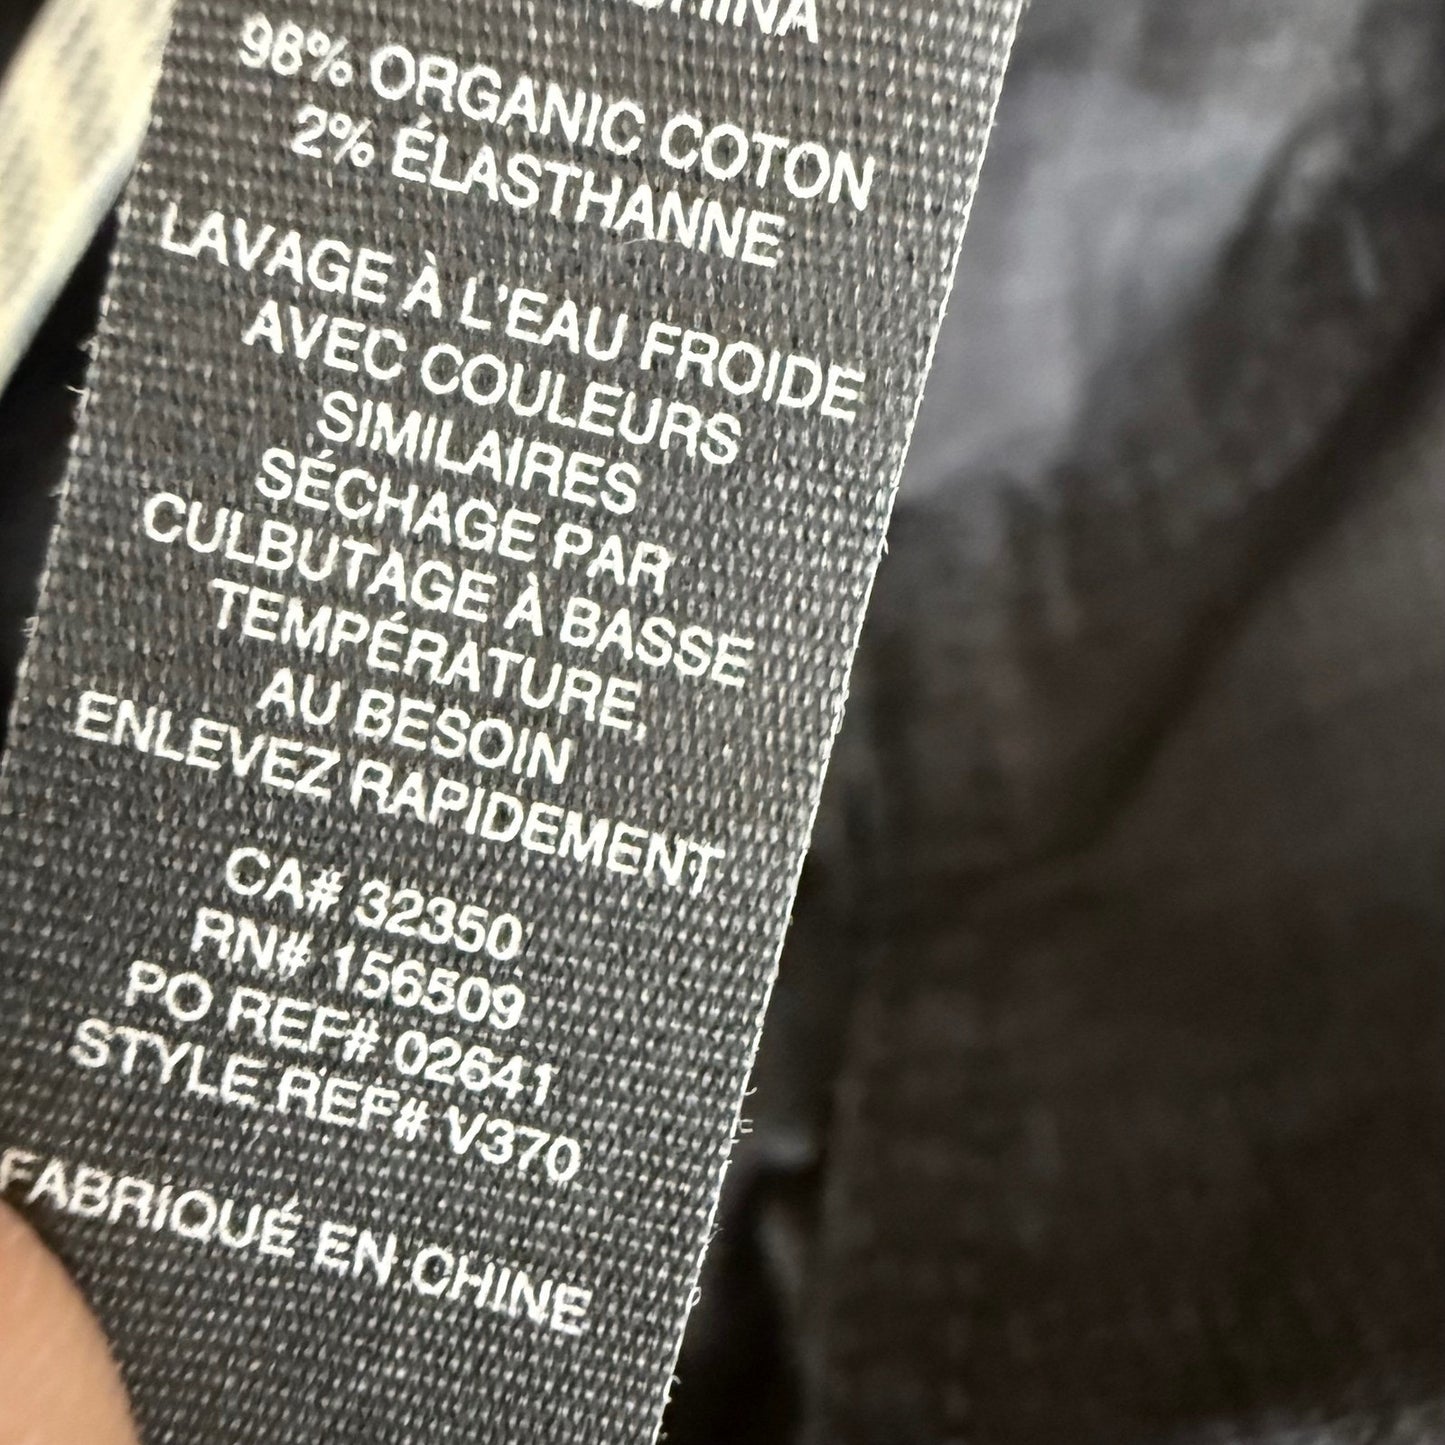 CHINA
98% ORGANIC COTON
2% ÉLASTHANNE
LAVAGE À L'EAU FROIDE
AVEC COULEURS
SIMILAIRES
SÉCHAGE PAR
CULBUTAGE À BASSE
TEMPÉRATURE,
AU BESOIN
ENLEVEZ RAPIDEMENT
CA# 32350
RN# 156509
PO REF# 02641
STYLE REF# V370
FABRIQUÉ EN CHINE